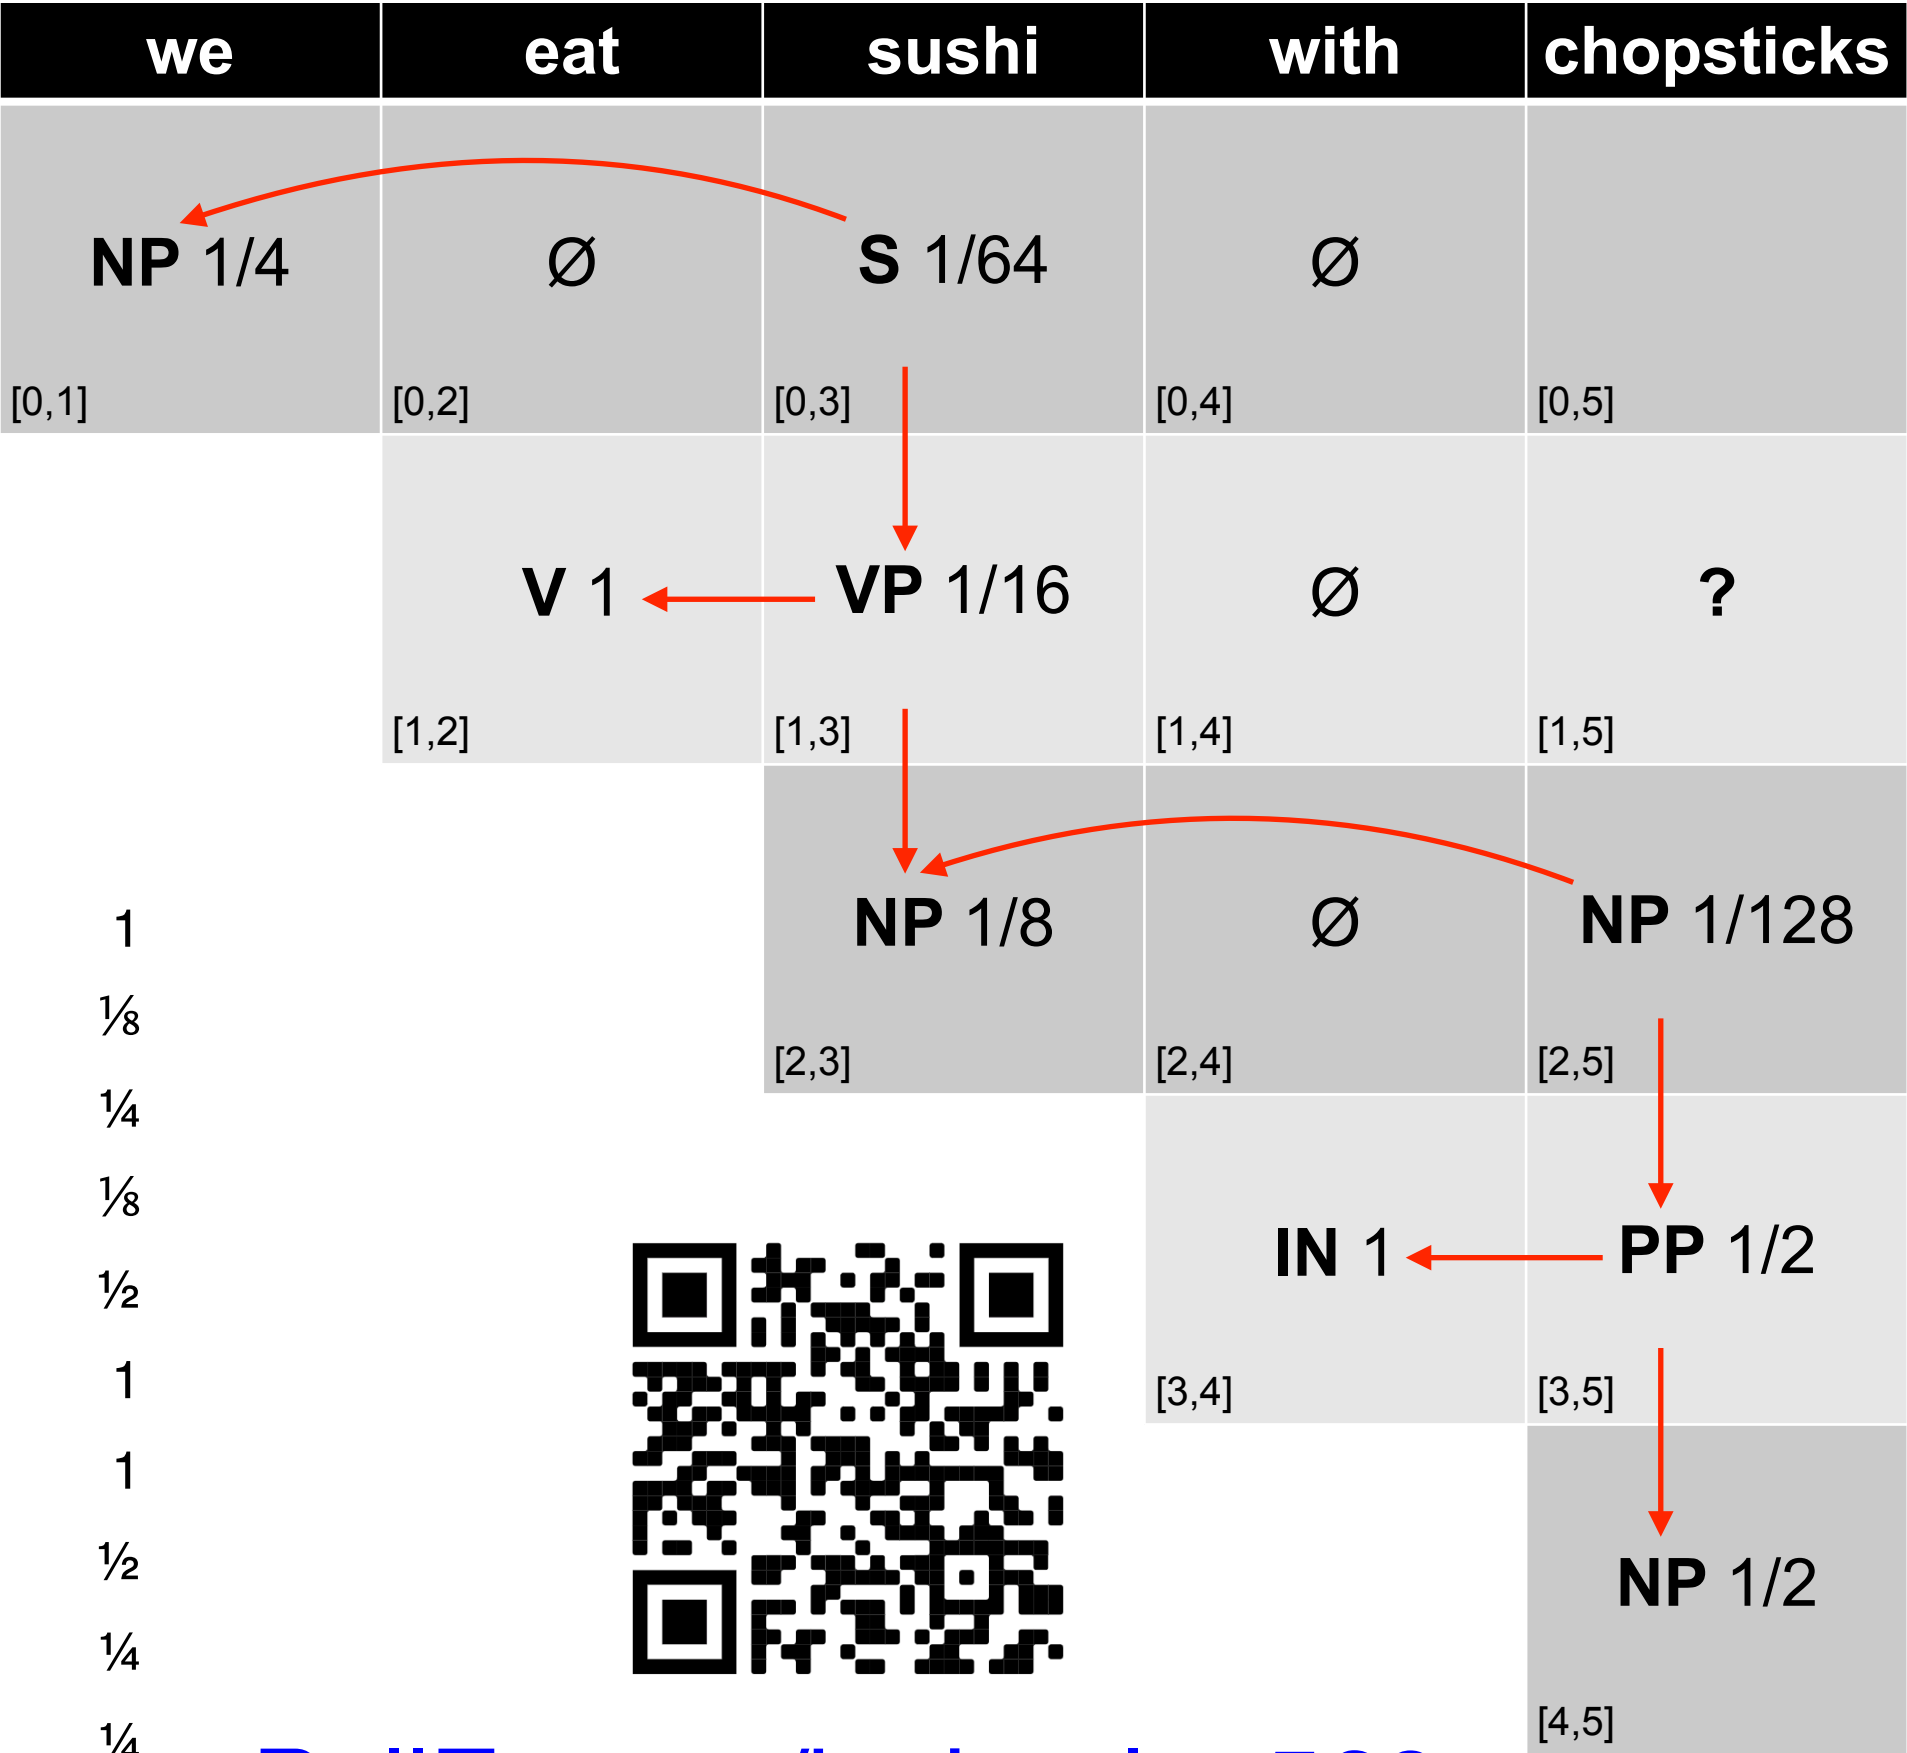 we eat sushi with chopsticks
NP 1/4 Ø S 1/64 Ø
[0,1] [0,2] [0,3] [0,4] [0,5]
V 1 VP 1/16 Ø ?
[1,2] [1,3] [1,4] [1,5]
NP 1/8 Ø NP 1/128
1
⅛
[2,3] [2,4] [2,5]
¼
⅛
IN 1 PP 1/2
½
1
[3,4] [3,5]
1
½
NP 1/2
¼
[4,5]
¼